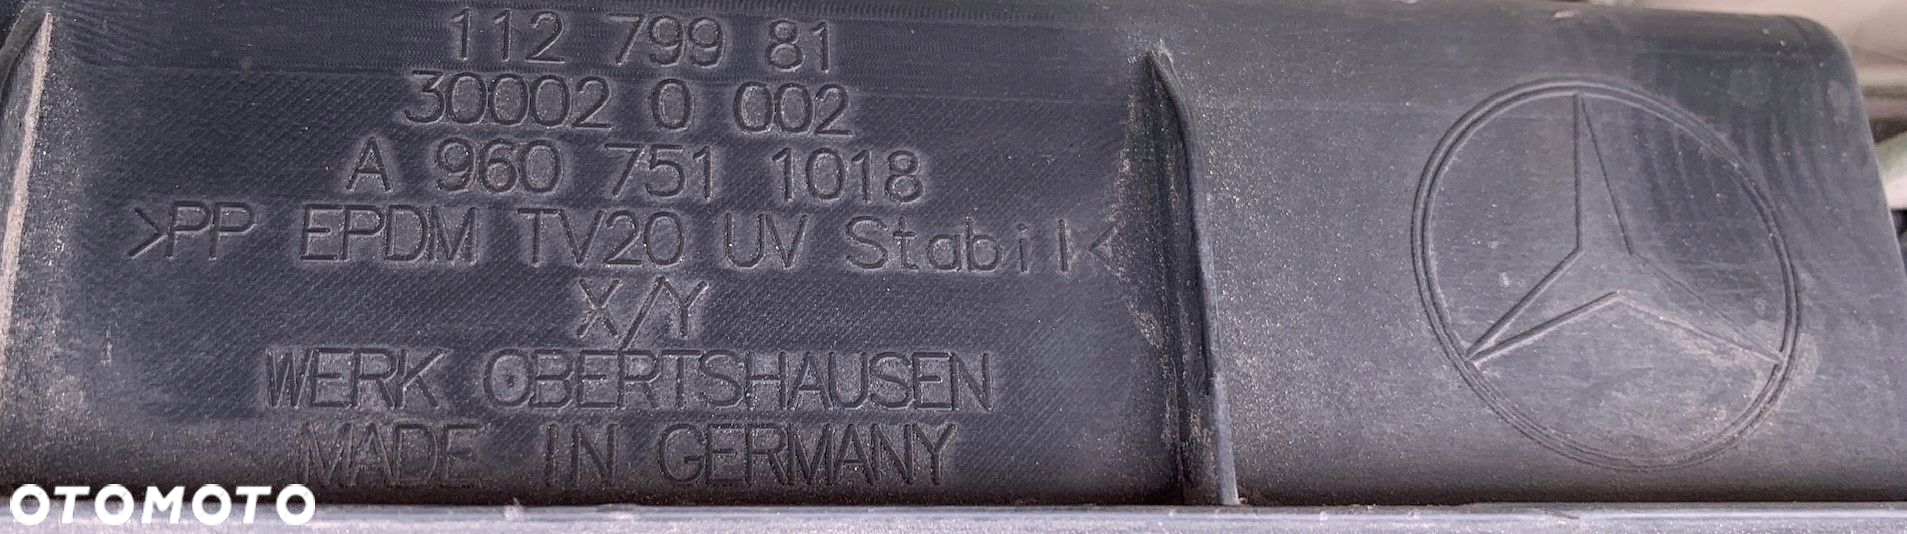 112 799 81
30002 0 002
A 960 751 1018
>PP EPDM TV20 UV Stabil<
X/Y
WERK OBERTSHAUSEN
MADE IN GERMANY
OTOMOTO